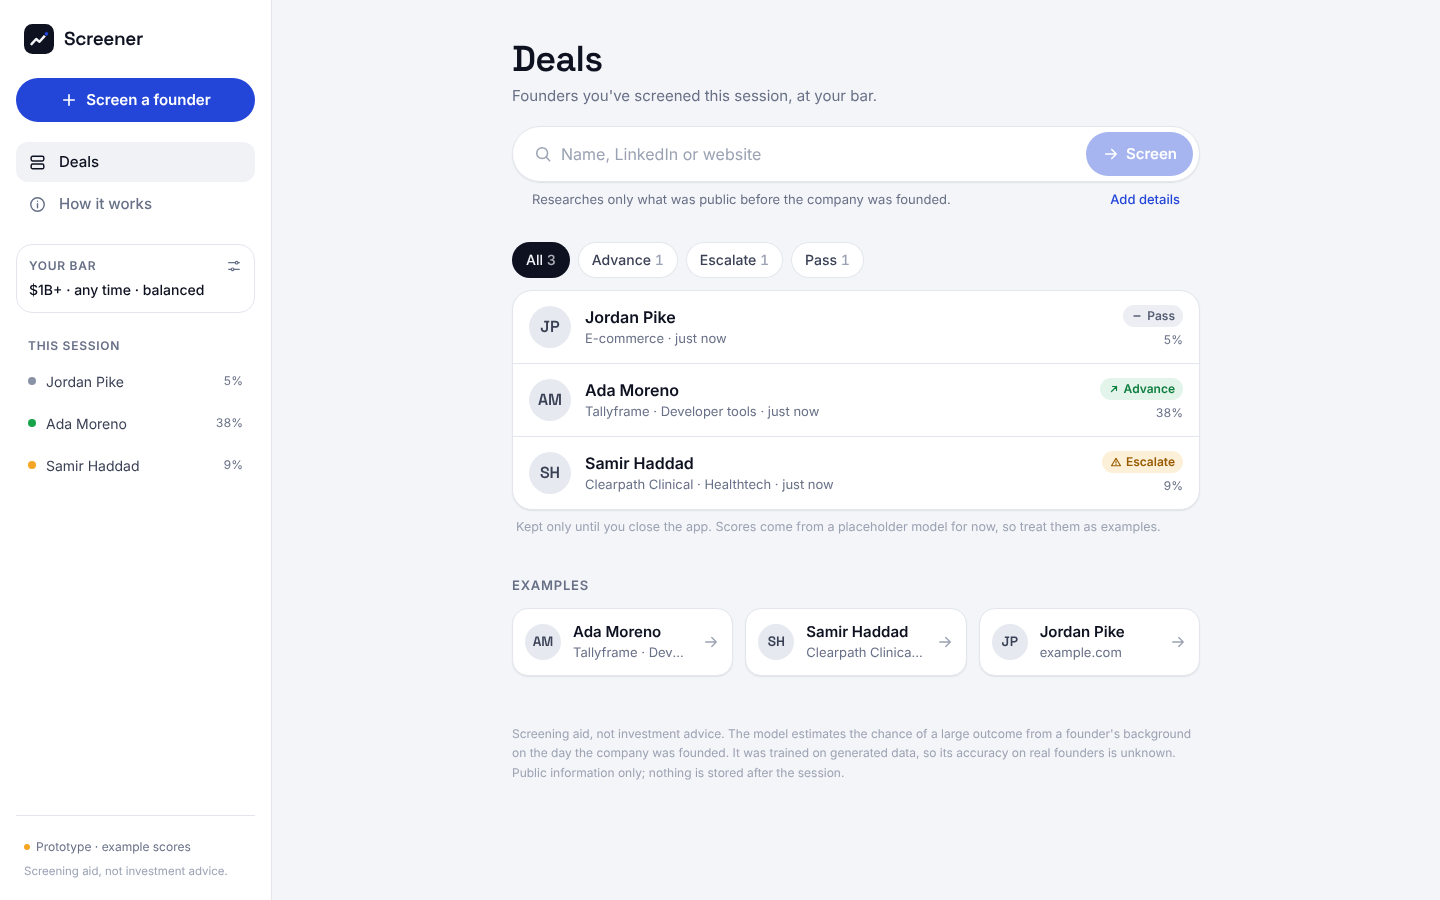 Screener
Screen a founder
Deals
How it works
YOUR BAR
$1B+ · any time · balanced
THIS SESSION
Jordan Pike 5%
Ada Moreno 38%
Samir Haddad 9%
Prototype · example scores
Screening aid, not investment advice.
Deals
Founders you've screened this session, at your bar.
Name, LinkedIn or website
Screen
Researches only what was public before the company was founded. Add details
All 3 Advance 1 Escalate 1 Pass 1
JP Jordan Pike Pass
E-commerce · just now 5%
AM Ada Moreno Advance
Tallyframe · Developer tools · just now 38%
SH Samir Haddad Escalate
Clearpath Clinical · Healthtech · just now 9%
Kept only until you close the app. Scores come from a placeholder model for now, so treat them as examples.
EXAMPLES
AM Ada Moreno
Tallyframe · Dev...
SH Samir Haddad
Clearpath Clinica...
JP Jordan Pike
example.com
Screening aid, not investment advice. The model estimates the chance of a large outcome from a founder's background
on the day the company was founded. It was trained on generated data, so its accuracy on real founders is unknown.
Public information only; nothing is stored after the session.